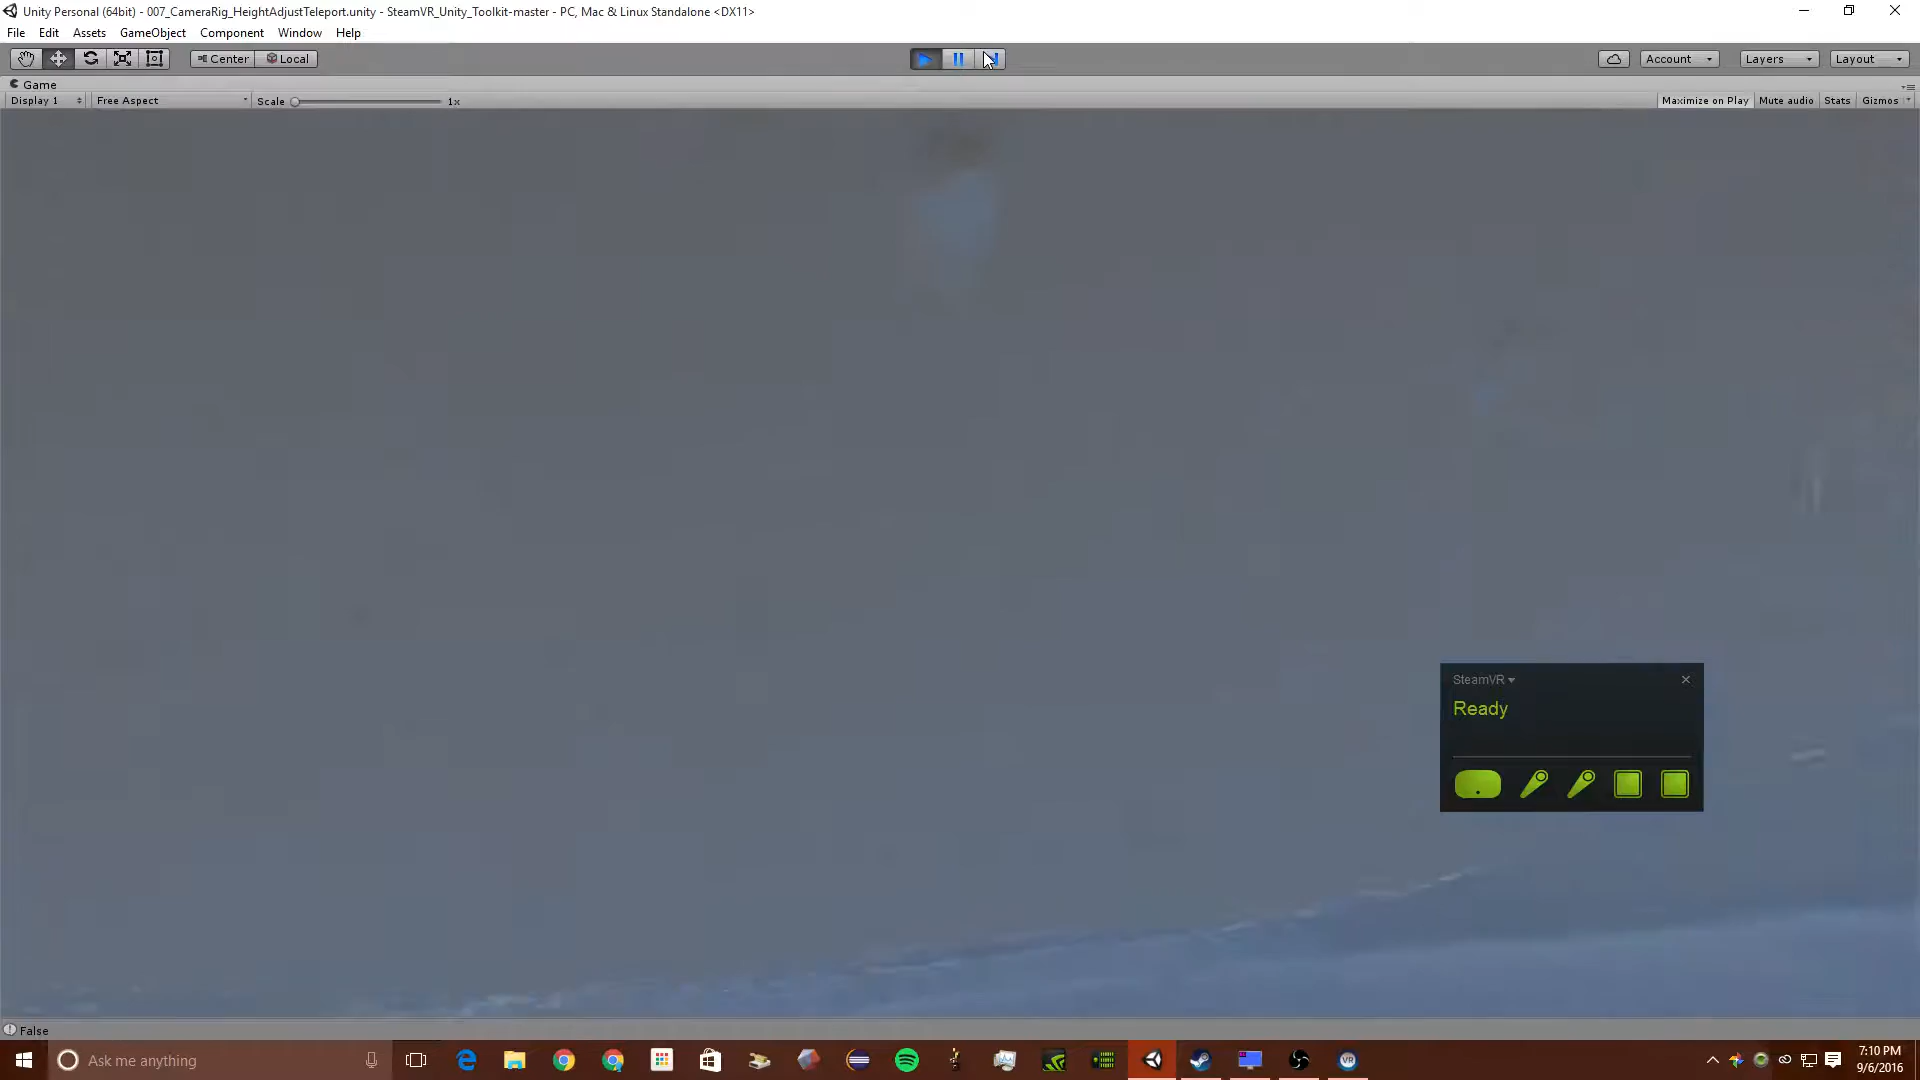 Unity Personal (64bit) - 007_CameraRig_HeightAdjustTeleport.unity - SteamVR_Unity_Toolkit-master - PC, Mac & Linux Standalone <DX11>
File Edit Assets GameObject Component Window Help
Center Local Account Layers Layout
Game
Display 1 Free Aspect Scale 1x Maximize on Play Mute audio Stats Gizmos
SteamVR
Ready
False
Ask me anything
VR
7:10 PM
9/6/2016